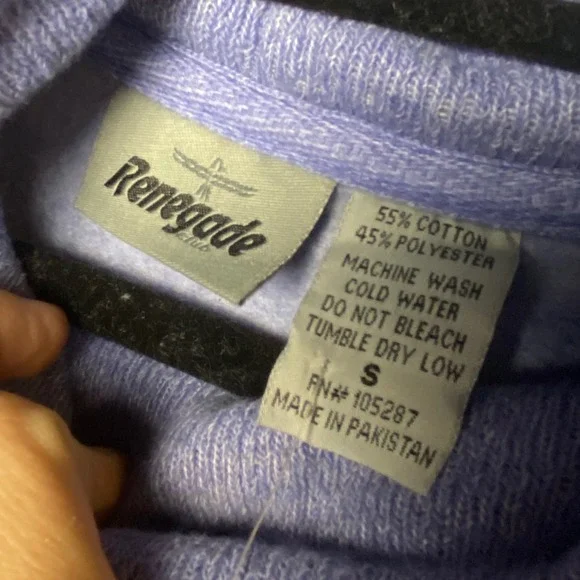 Renegade
club
55% COTTON
45% POLYESTER
MACHINE WASH
COLD WATER
DO NOT BLEACH
TUMBLE DRY LOW
S
RN# 105287
MADE IN PAKISTAN